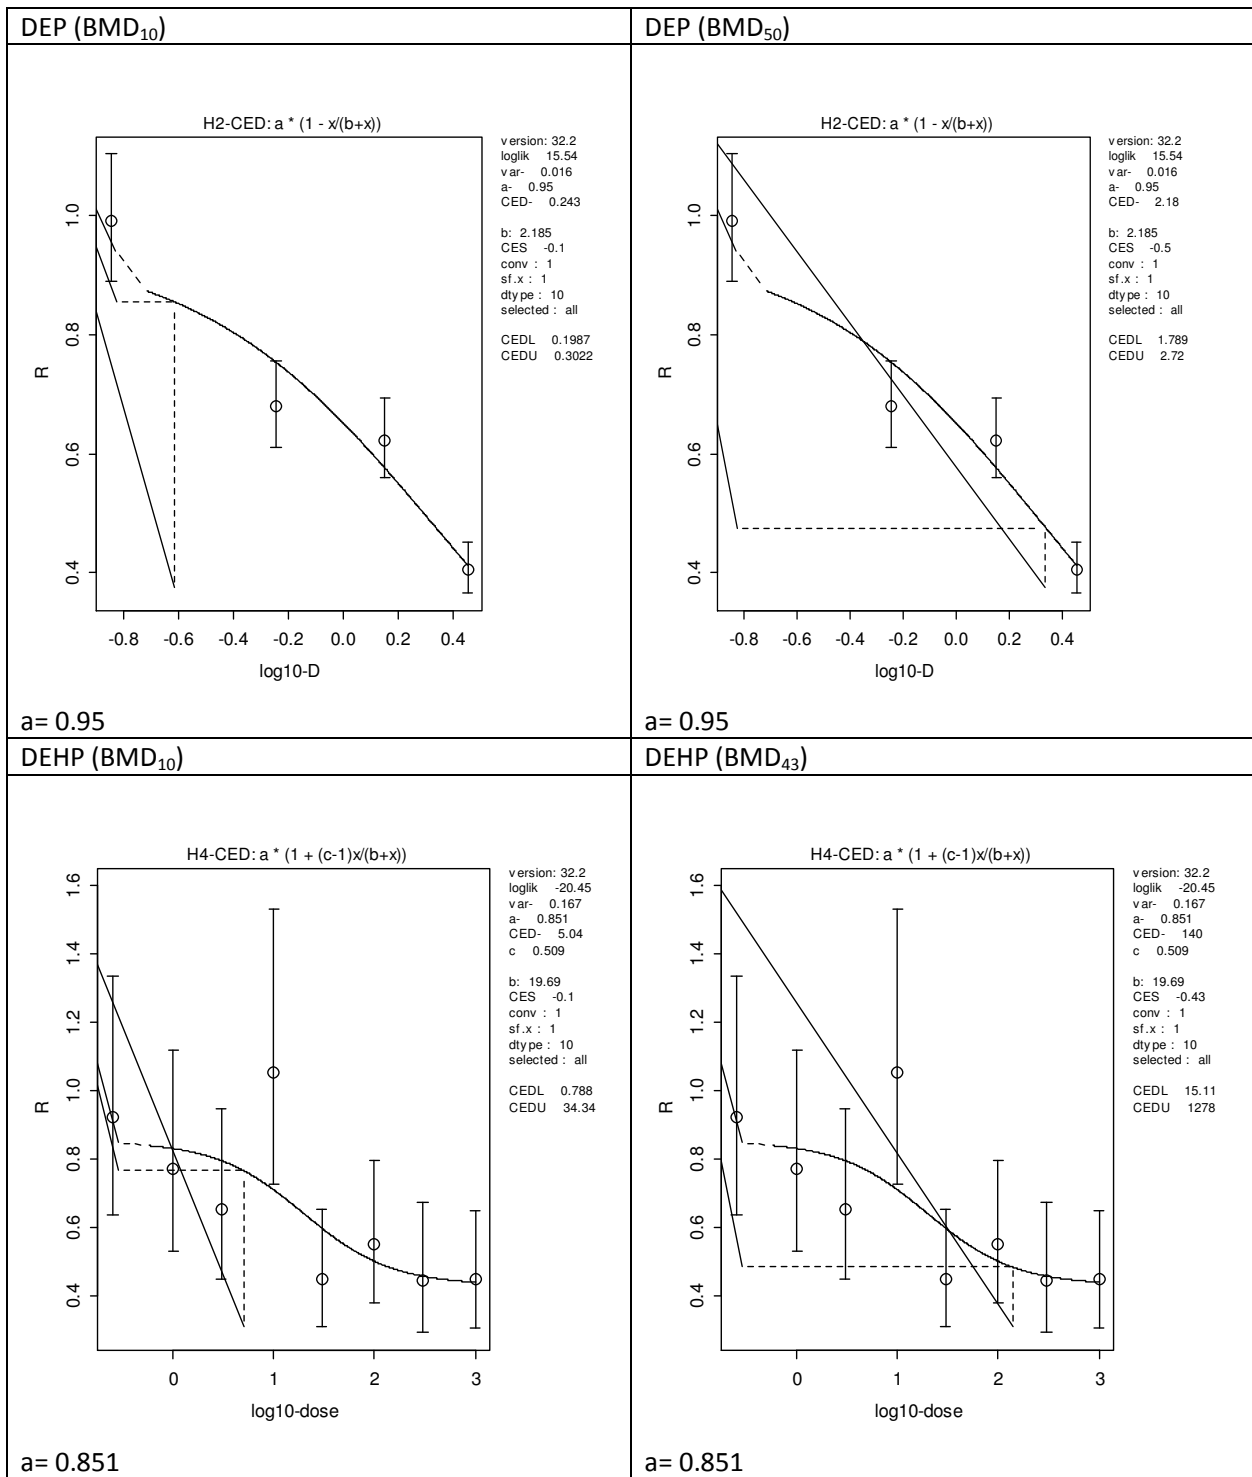 DEP (BMD10)
H2-CED: a * (1 - x/(b+x))
R
1.0
0.8
0.6
0.4
-0.8 -0.6 -0.4 -0.2 0.0 0.2 0.4
log10-D
version: 32.2
loglik 15.54
var- 0.016
a- 0.95
CED- 0.243
b: 2.185
CES -0.1
conv : 1
sf.x : 1
dtype : 10
selected : all
CEDL 0.1987
CEDU 0.3022
a= 0.95
DEP (BMD50)
H2-CED: a * (1 - x/(b+x))
R
1.0
0.8
0.6
0.4
-0.8 -0.6 -0.4 -0.2 0.0 0.2 0.4
log10-D
version: 32.2
loglik 15.54
var- 0.016
a- 0.95
CED- 2.18
b: 2.185
CES -0.5
conv : 1
sf.x : 1
dtype : 10
selected : all
CEDL 1.789
CEDU 2.72
a= 0.95
DEHP (BMD10)
H4-CED: a * (1 + (c-1)x/(b+x))
R
1.6
1.4
1.2
1.0
0.8
0.6
0.4
0 1 2 3
log10-dose
version: 32.2
loglik -20.45
var- 0.167
a- 0.851
CED- 5.04
c 0.509
b: 19.69
CES -0.1
conv : 1
sf.x : 1
dtype : 10
selected : all
CEDL 0.788
CEDU 34.34
a= 0.851
DEHP (BMD43)
H4-CED: a * (1 + (c-1)x/(b+x))
R
1.6
1.4
1.2
1.0
0.8
0.6
0.4
0 1 2 3
log10-dose
version: 32.2
loglik -20.45
var- 0.167
a- 0.851
CED- 140
c 0.509
b: 19.69
CES -0.43
conv : 1
sf.x : 1
dtype : 10
selected : all
CEDL 15.11
CEDU 1278
a= 0.851